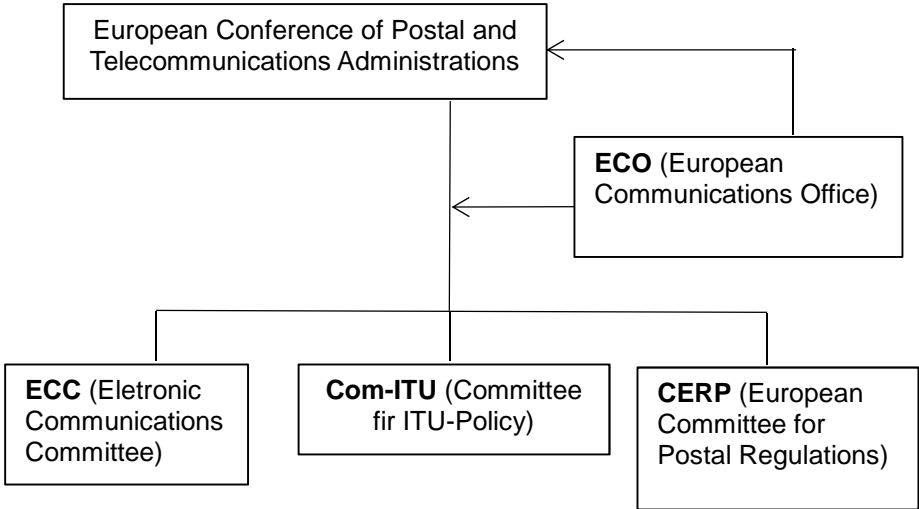 European Conference of Postal and
Telecommunications Administrations
ECO (European
Communications Office)
ECC (Eletronic
Communications
Committee)
Com-ITU (Committee
fir ITU-Policy)
CERP (European
Committee for
Postal Regulations)